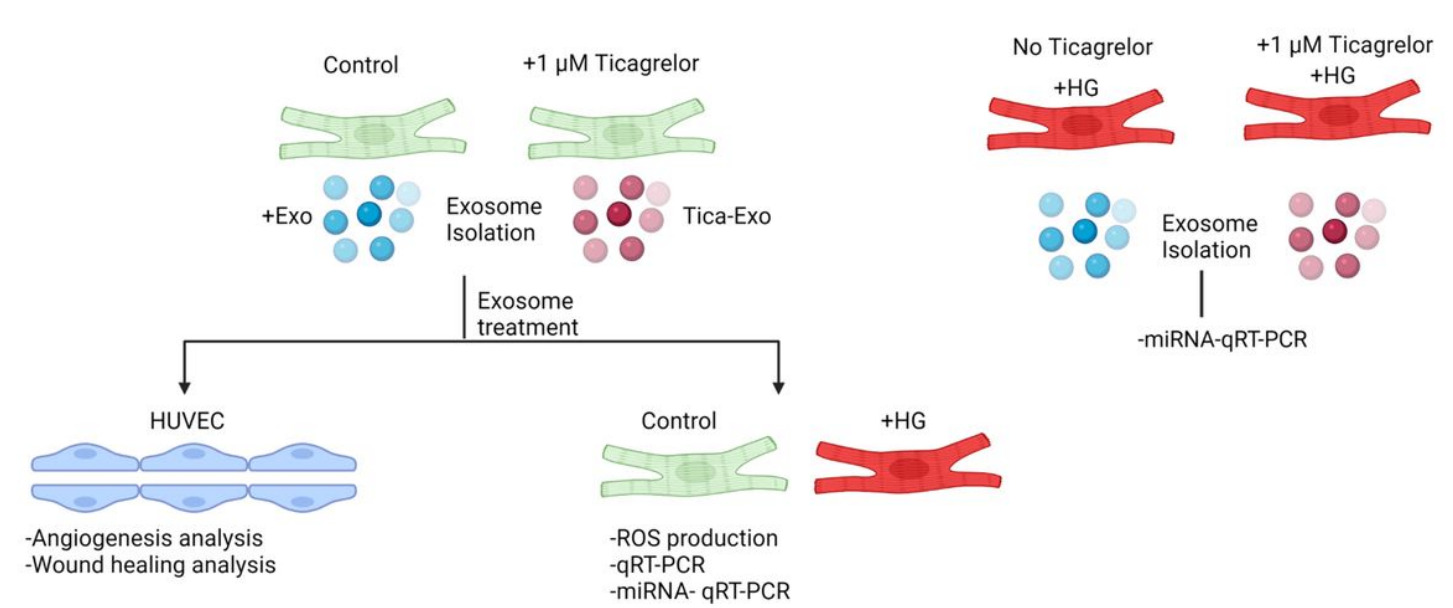 Control
+1 µM Ticagrelor
+Exo
Exosome
Isolation
Tica-Exo
Exosome
treatment
HUVEC
-Angiogenesis analysis
-Wound healing analysis
Control
+HG
-ROS production
-qRT-PCR
-miRNA- qRT-PCR
No Ticagrelor
+HG
+1 µM Ticagrelor
+HG
Exosome
Isolation
-miRNA-qRT-PCR